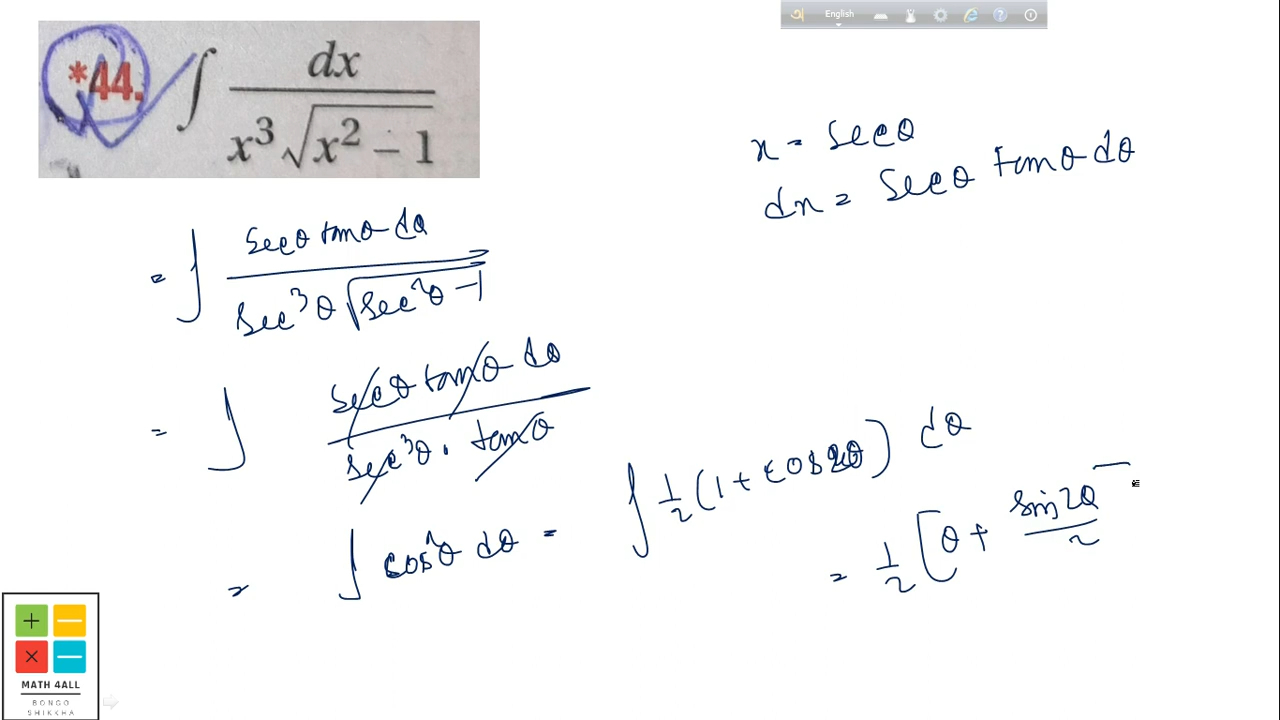 English
*44. ∫ dx / x³√(x² − 1)
x = secθ
dx = secθ tanθ dθ
= ∫ secθ tanθ dθ / sec³θ √(sec²θ −1)
= ∫ secθ tanθ dθ / sec³θ . tanθ
= ∫ cos²θ dθ = ∫ 1/2 (1 + cos2θ) dθ
= 1/2 [θ + sin2θ / 2
MATH 4ALL
BONGO
SHIKKHA